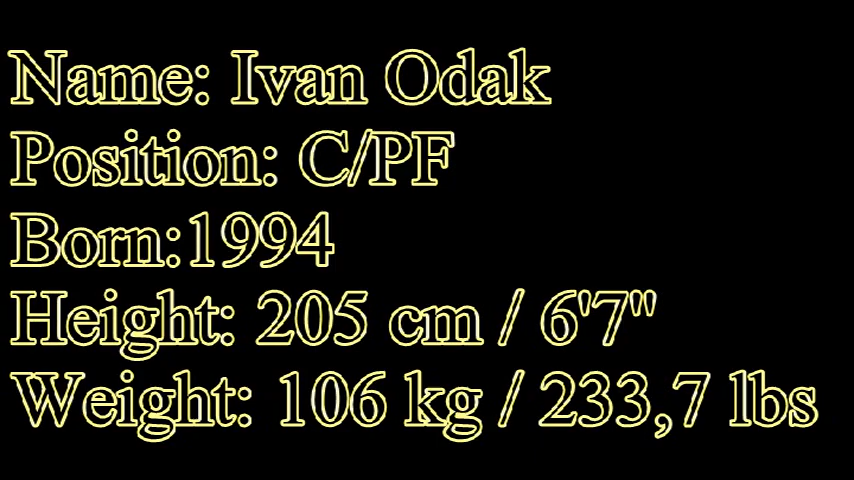 Name: Ivan Odak
Position: C/PF
Born:1994
Height: 205 cm / 6'7"
Weight: 106 kg / 233,7 lbs